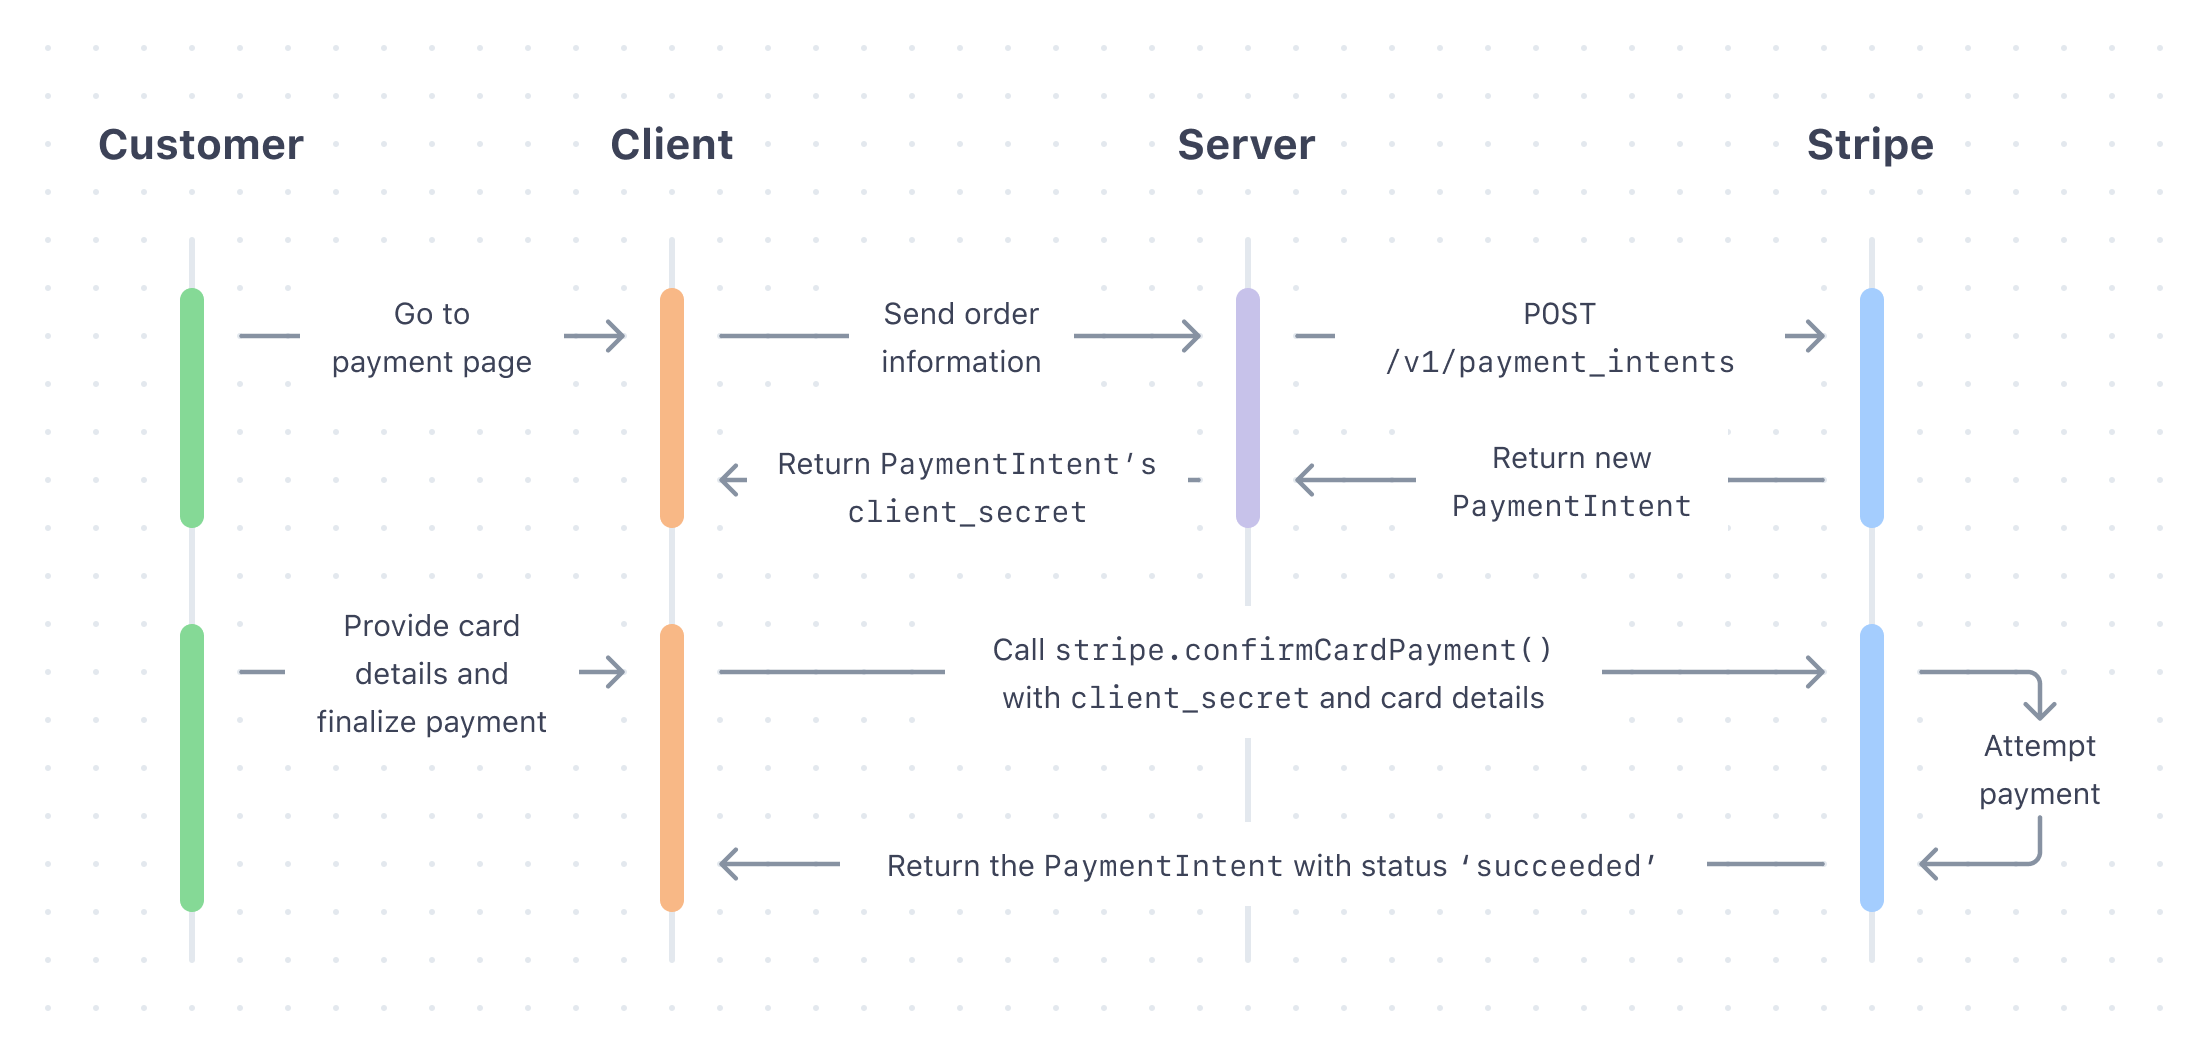 Customer
Client
Server
Stripe
Go to
payment page
Send order
information
POST
/v1/payment_intents
Return PaymentIntent’s
client_secret
Return new
PaymentIntent
Provide card
details and
finalize payment
Call stripe.confirmCardPayment()
with client_secret and card details
Attempt
payment
Return the PaymentIntent with status ‘succeeded’